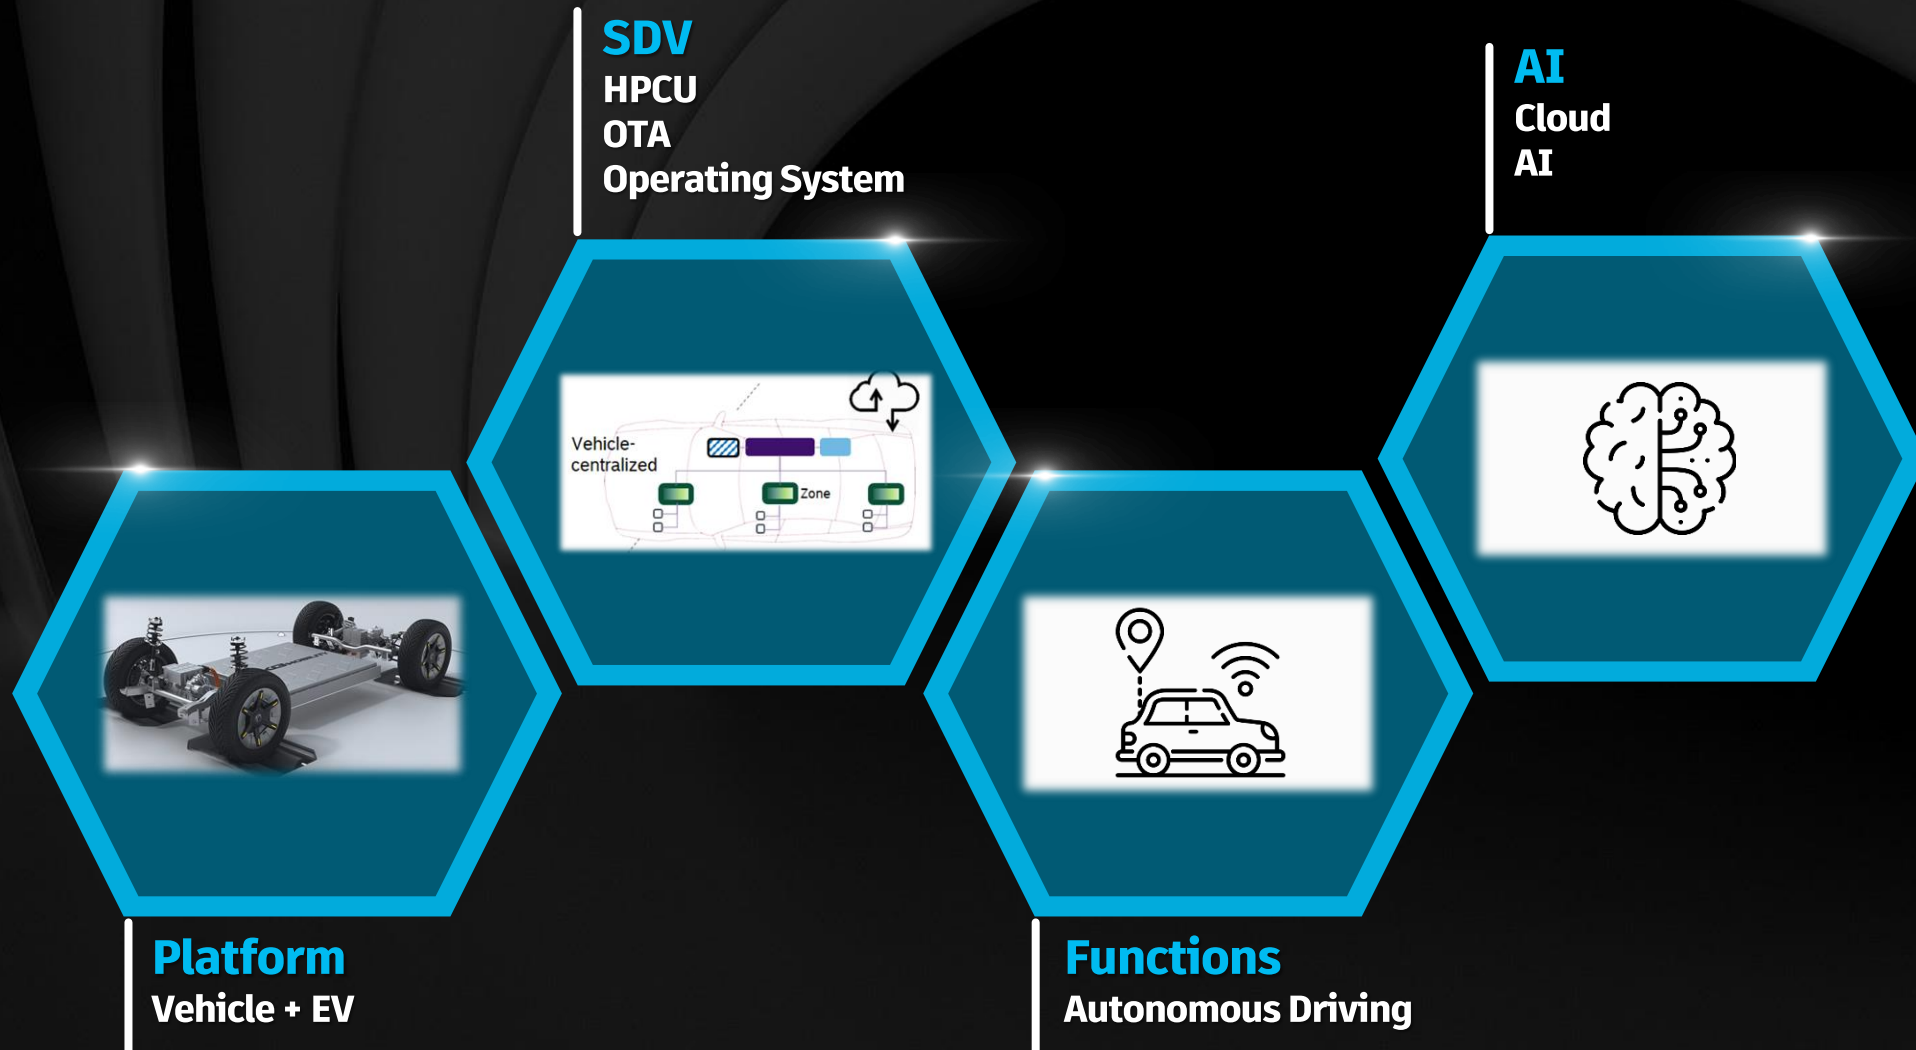 SDV
HPCU
OTA
Operating System
AI
Cloud
AI
Vehicle-
centralized
Zone
Platform
Vehicle + EV
Functions
Autonomous Driving